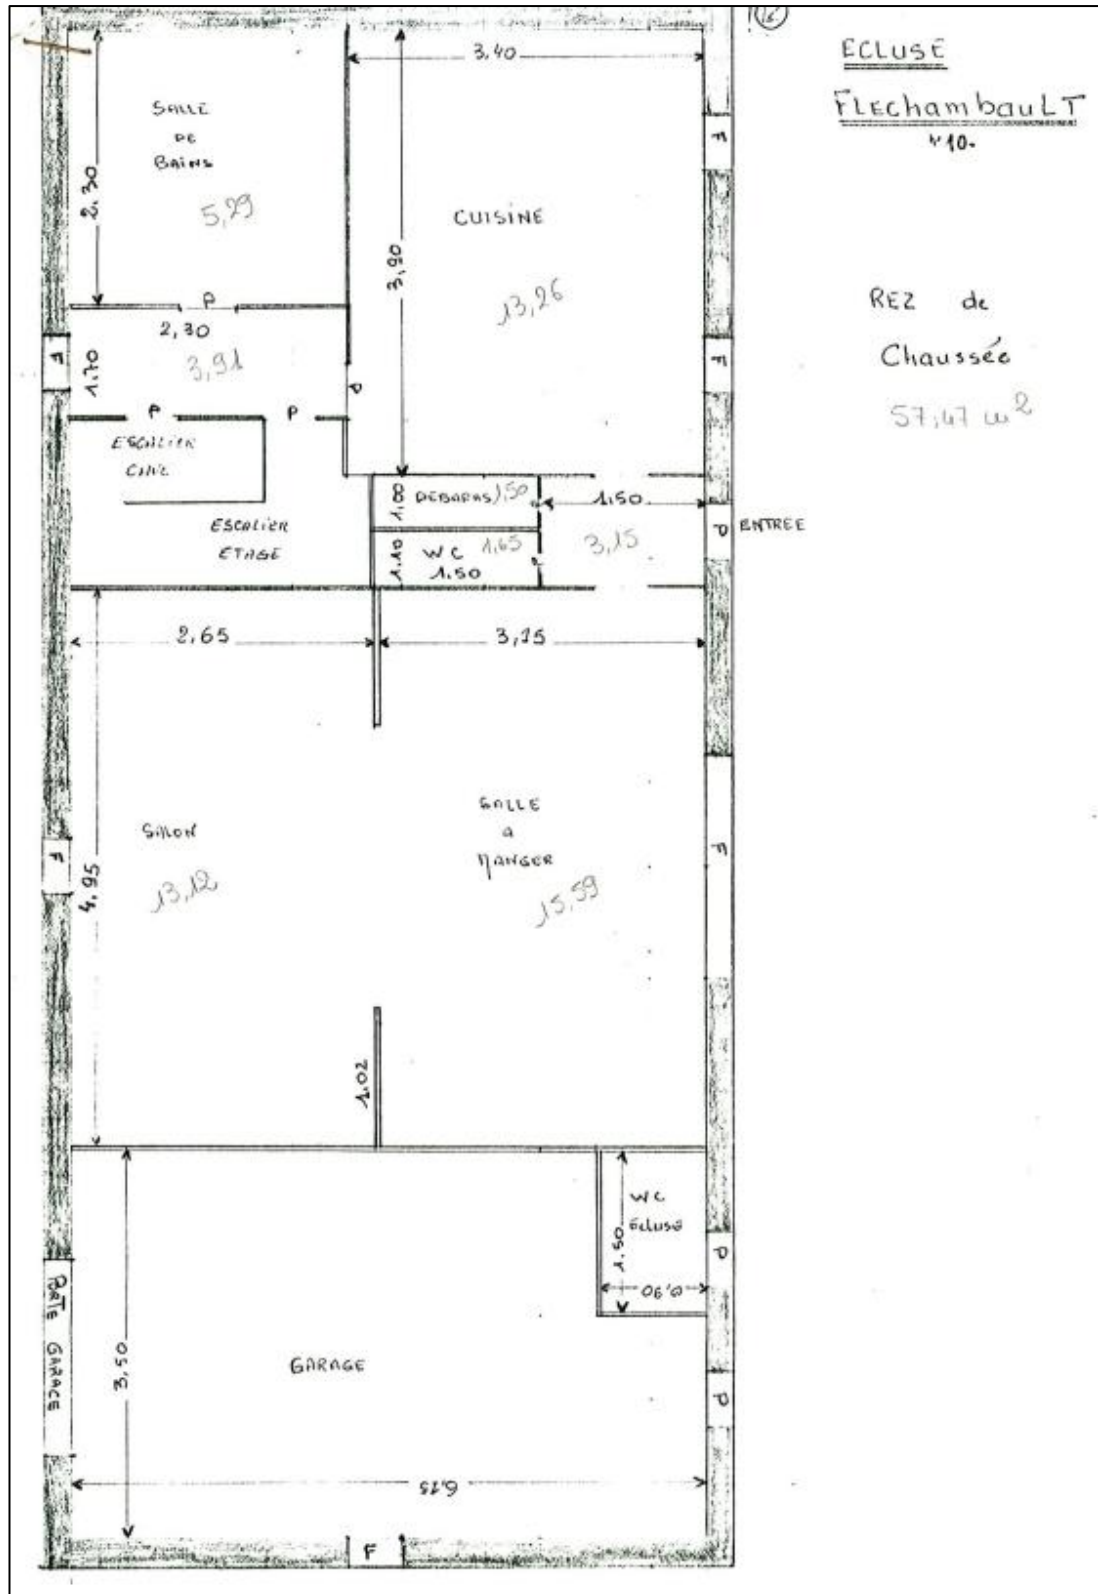 16
ECLUSE
FLEchambauLT
N°10.
REZ de
Chaussée
57,47 m²
3,40
SALLE
DE
BAINS
5,29
2,30
3,90
CUISINE
13,26
P
2,30
3,91
1.70
F
F
F
P
P
P
ESCALIER
CAVE
ESCALIER
ETAGE
1,00
DEBARAS
1,50
P
1.50
1.10
WC
1,65
1.50
P
3,15
P
ENTREE
2,65
3,15
SALON
13,12
4,95
F
SALLE
a
MANGER
15,59
F
1.02
WC
Ecluse
1.50
0,90
P
PORTE GARAGE
3,50
GARAGE
P
6,15
F